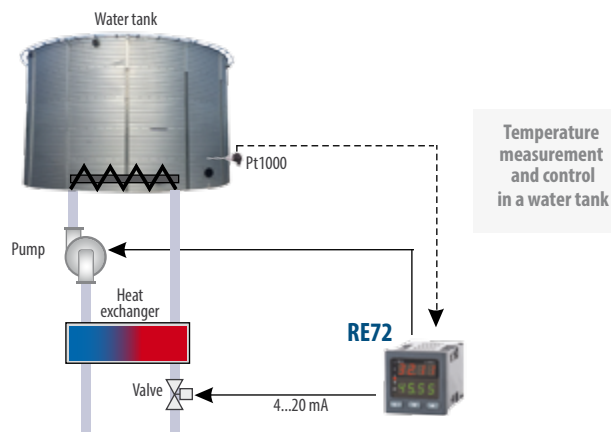 Water tank
Pt1000
Temperature
measurement
and control
in a water tank
Pump
Heat
exchanger
RE72
Valve
4...20 mA